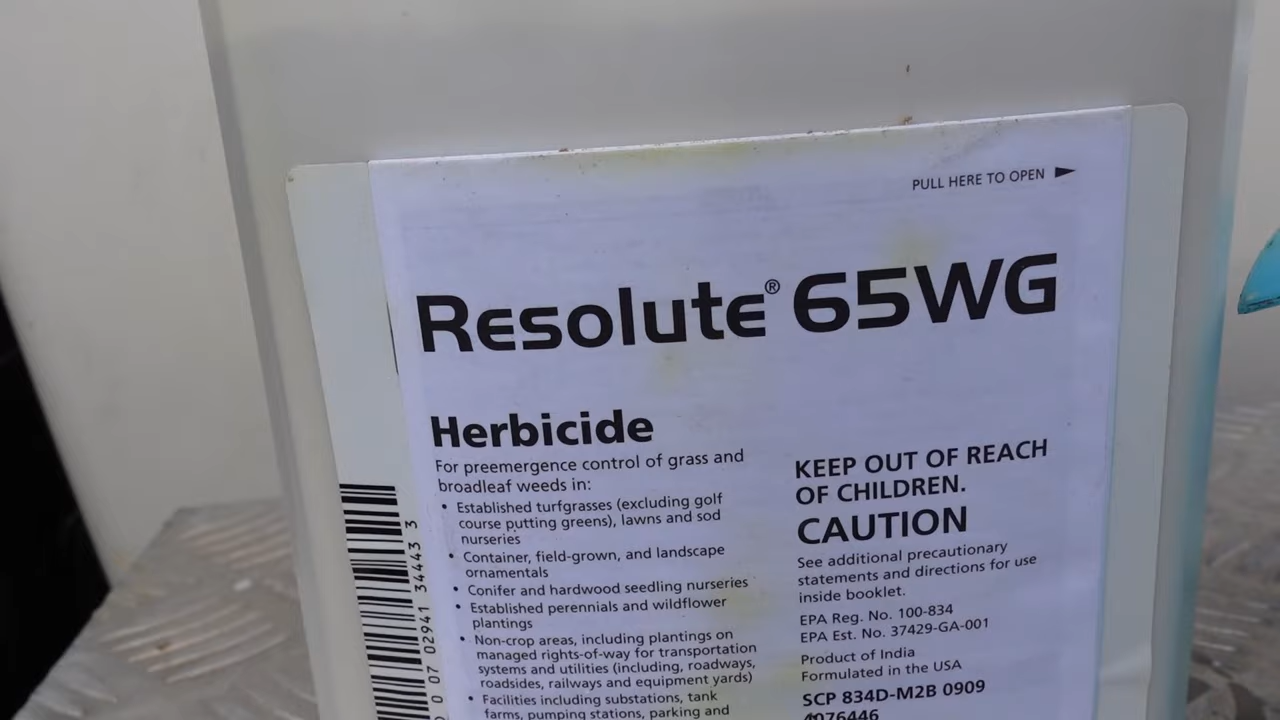 PULL HERE TO OPEN
Resolute® 65WG
Herbicide
For preemergence control of grass and
broadleaf weeds in:
• Established turfgrasses (excluding golf
course putting greens), lawns and sod
nurseries
• Container, field-grown, and landscape
ornamentals
• Conifer and hardwood seedling nurseries
• Established perennials and wildflower
plantings
• Non-crop areas, including plantings on
managed rights-of-way for transportation
systems and utilities (including, roadways,
roadsides, railways and equipment yards)
• Facilities including substations, tank
farms, pumping stations, parking and
KEEP OUT OF REACH
OF CHILDREN.
CAUTION
See additional precautionary
statements and directions for use
inside booklet.
EPA Reg. No. 100-834
EPA Est. No. 37429-GA-001
Product of India
Formulated in the USA
SCP 834D-M2B 0909
4076446
0 07 02941 34443 3